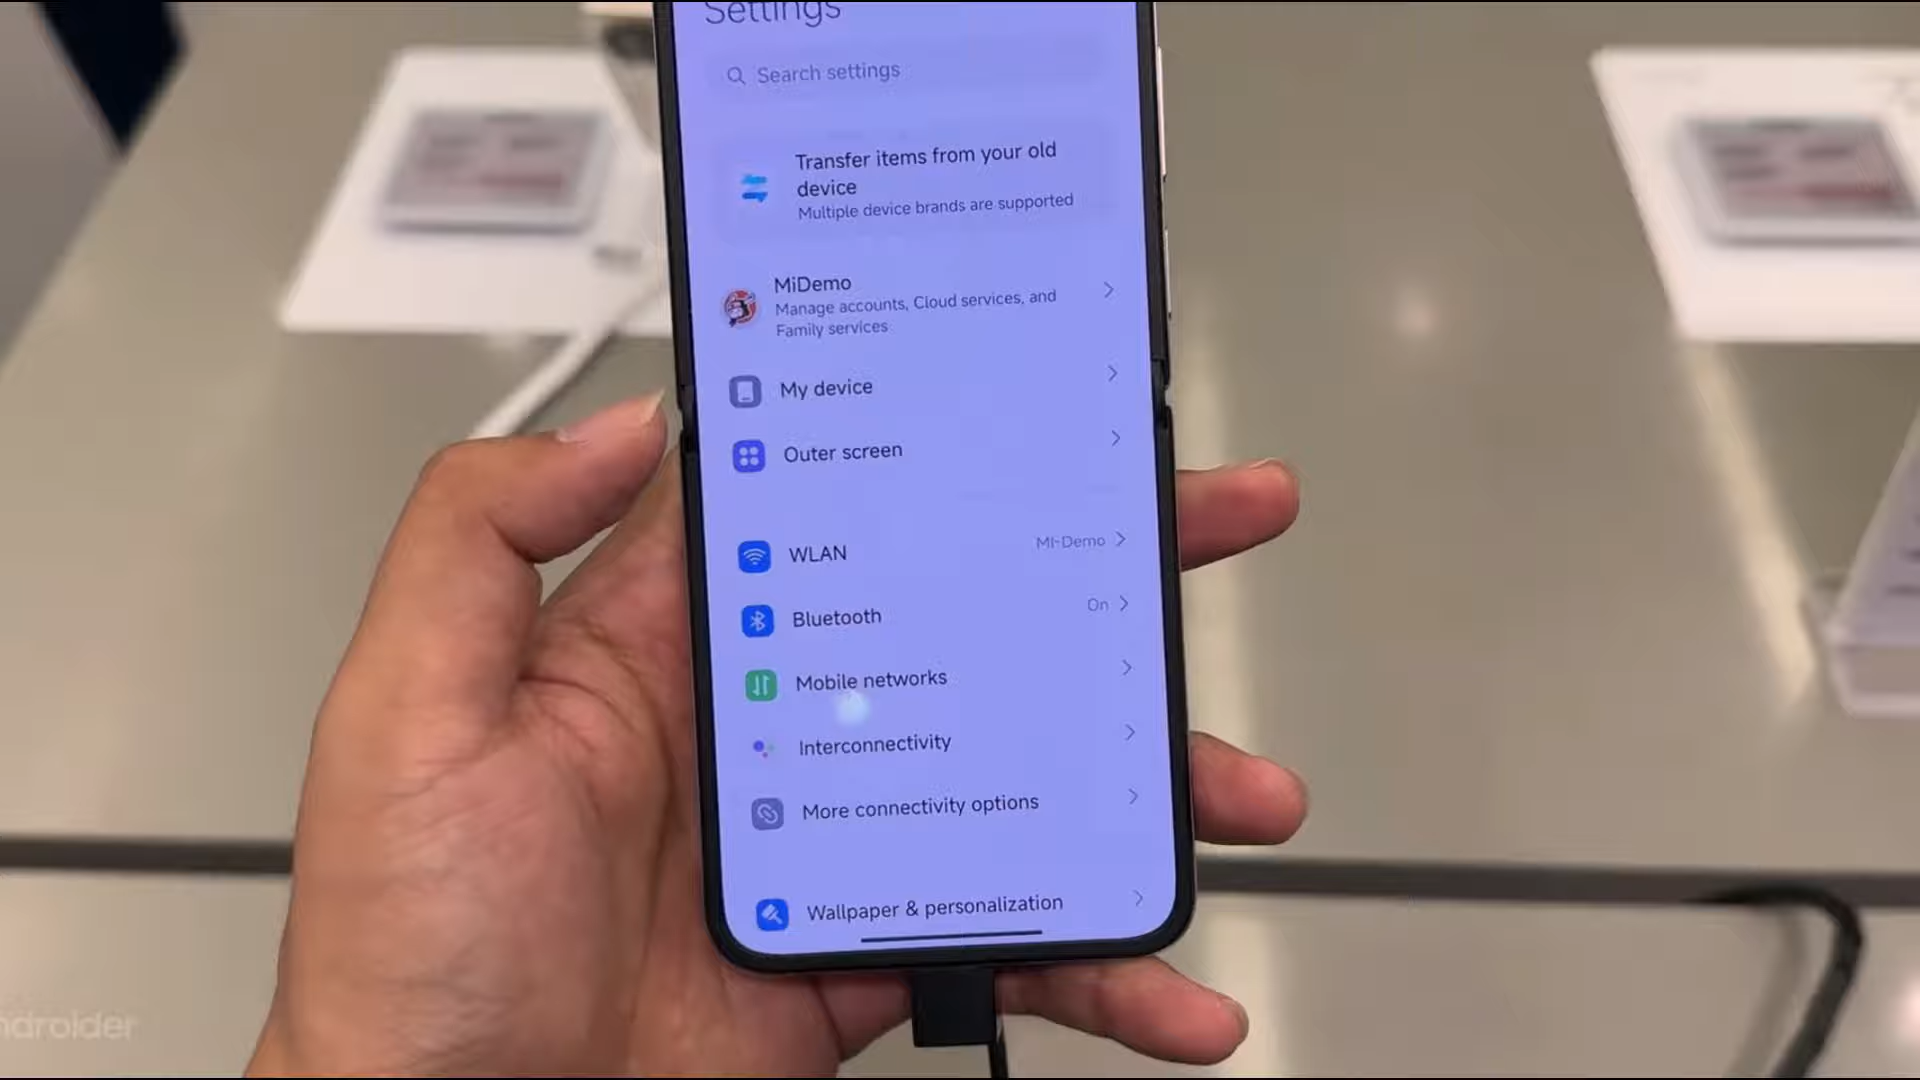 Settings
Search settings
Transfer items from your old
device
Multiple device brands are supported
MiDemo
Manage accounts, Cloud services, and
Family services
My device
Outer screen
WLAN
MI-Demo
Bluetooth
On
Mobile networks
Interconnectivity
More connectivity options
Wallpaper & personalization
ndroider